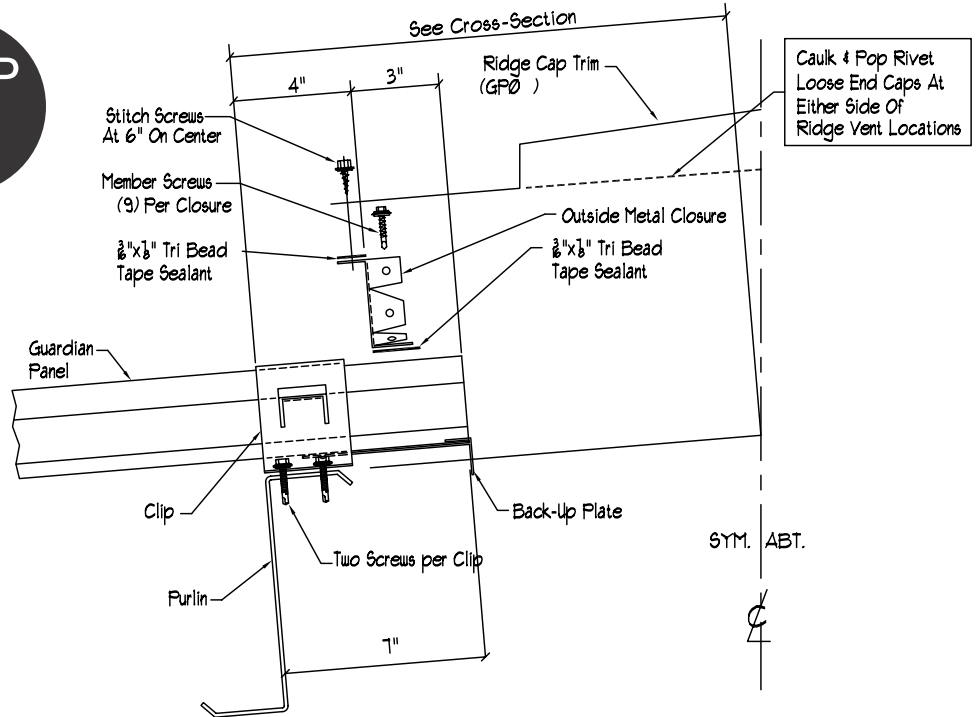 See Cross-Section
4"
3"
Ridge Cap Trim
(GPØ )
Caulk & Pop Rivet
Loose End Caps At
Either Side Of
Ridge Vent Locations
Stitch Screws
At 6" On Center
Member Screws
(9) Per Closure
Outside Metal Closure
3/16"x7/8" Tri Bead
Tape Sealant
3/16"x7/8" Tri Bead
Tape Sealant
Guardian
Panel
Clip
Back-Up Plate
SYM. ABT.
Two Screws per Clip
Purlin
7"
℄